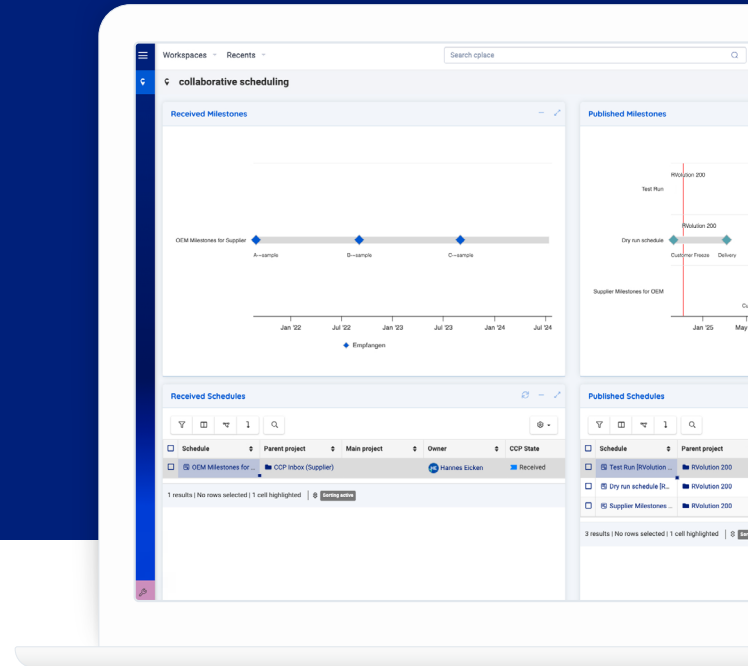 Workspaces Recents Search cplace
collaborative scheduling
Received Milestones
OEM Milestones for Supplier
A--sample B--sample C--sample
Jan '22 Jul '22 Jan '23 Jul '23 Jan '24 Jul '24
Empfangen
Published Milestones
RVolution 200
Test Run
RVolution 200
Dry run schedule
Customer Freeze Delivery
Supplier Milestones for OEM
Cu
Jan '25 May
Received Schedules
Schedule Parent project Main project Owner CCP State
OEM Milestones for ... CCP Inbox (Supplier) HE Hannes Eicken Received
1 results | No rows selected | 1 cell highlighted | Sorting active
Published Schedules
Schedule Parent project
Test Run [RVolution ... RVolution 200
Dry run schedule [R... RVolution 200
Supplier Milestones ... RVolution 200
3 results | No rows selected | 1 cell highlighted |